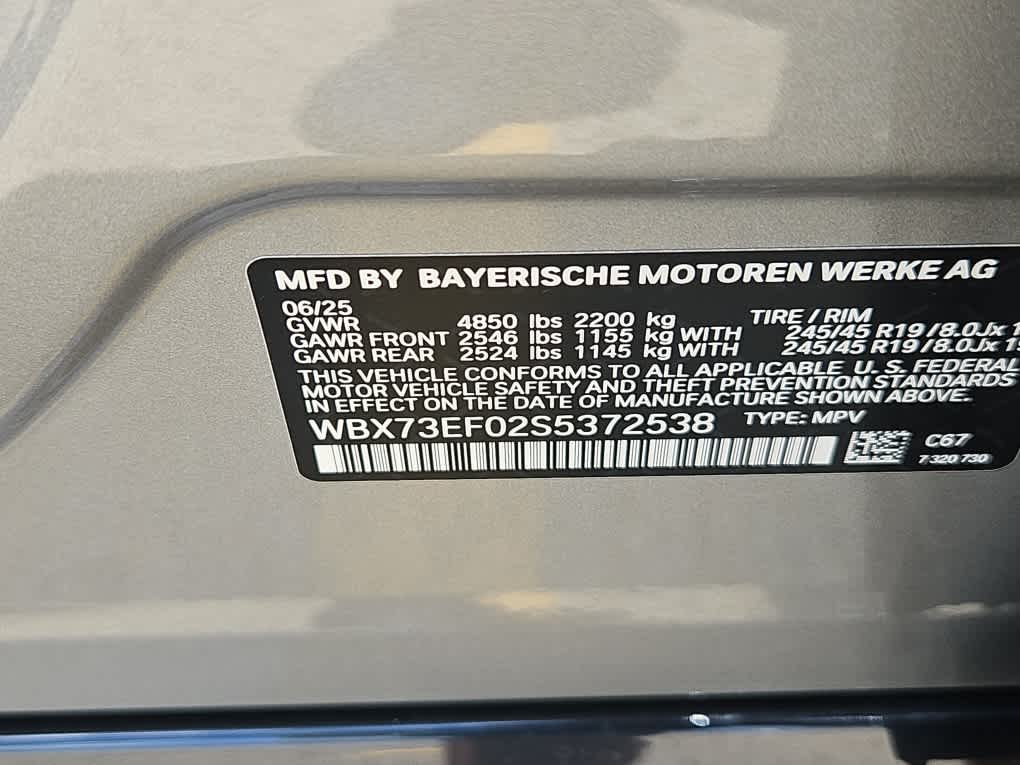 MFD BY BAYERISCHE MOTOREN WERKE AG
06/25 TIRE / RIM
GVWR 4850 lbs 2200 kg
GAWR FRONT 2546 lbs 1155 kg WITH 245/45 R19 /8.0Jx
GAWR REAR 2524 lbs 1145 kg WITH 245/45 R19 /8.0Jx
THIS VEHICLE CONFORMS TO ALL APPLICABLE U. S. FEDERAL
MOTOR VEHICLE SAFETY AND THEFT PREVENTION STANDARDS
IN EFFECT ON THE DATE OF MANUFACTURE SHOWN ABOVE.
WBX73EF02S5372538 TYPE: MPV
C67
7 320 730